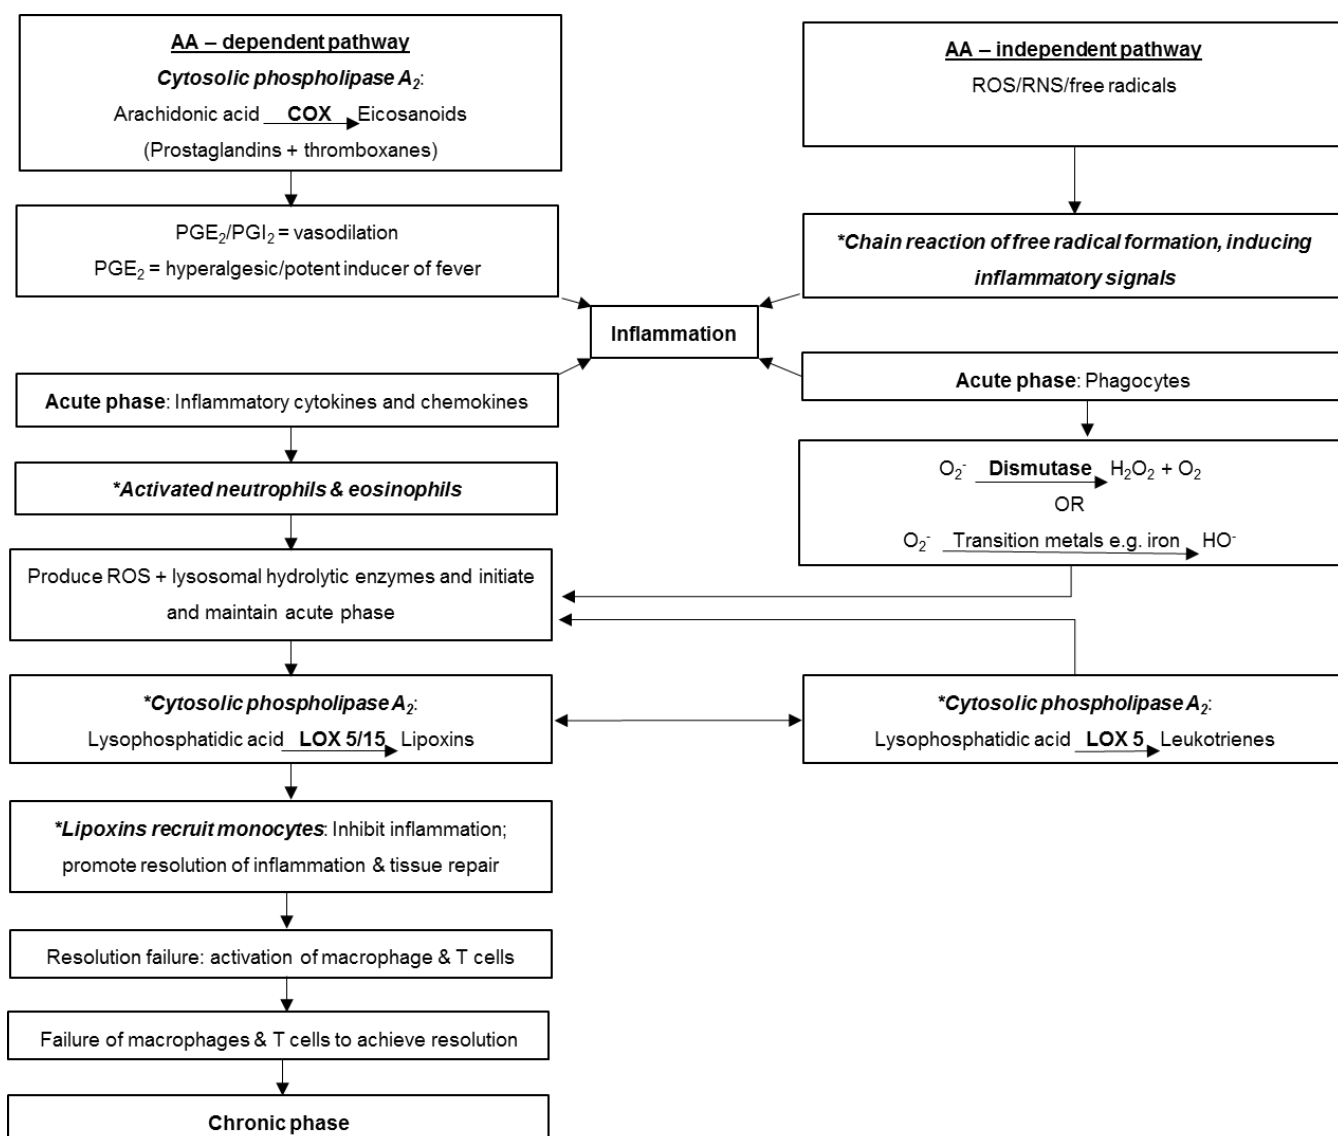 AA – dependent pathway
Cytosolic phospholipase A₂:
Arachidonic acid COX Eicosanoids
(Prostaglandins + thromboxanes)
AA – independent pathway
ROS/RNS/free radicals
PGE₂/PGI₂ = vasodilation
PGE₂ = hyperalgesic/potent inducer of fever
*Chain reaction of free radical formation, inducing
inflammatory signals
Inflammation
Acute phase: Inflammatory cytokines and chemokines
Acute phase: Phagocytes
*Activated neutrophils & eosinophils
O₂⁻ Dismutase H₂O₂ + O₂
OR
O₂⁻ Transition metals e.g. iron HO⁻
Produce ROS + lysosomal hydrolytic enzymes and initiate
and maintain acute phase
*Cytosolic phospholipase A₂:
Lysophosphatidic acid LOX 5/15 Lipoxins
*Cytosolic phospholipase A₂:
Lysophosphatidic acid LOX 5 Leukotrienes
*Lipoxins recruit monocytes: Inhibit inflammation;
promote resolution of inflammation & tissue repair
Resolution failure: activation of macrophage & T cells
Failure of macrophages & T cells to achieve resolution
Chronic phase